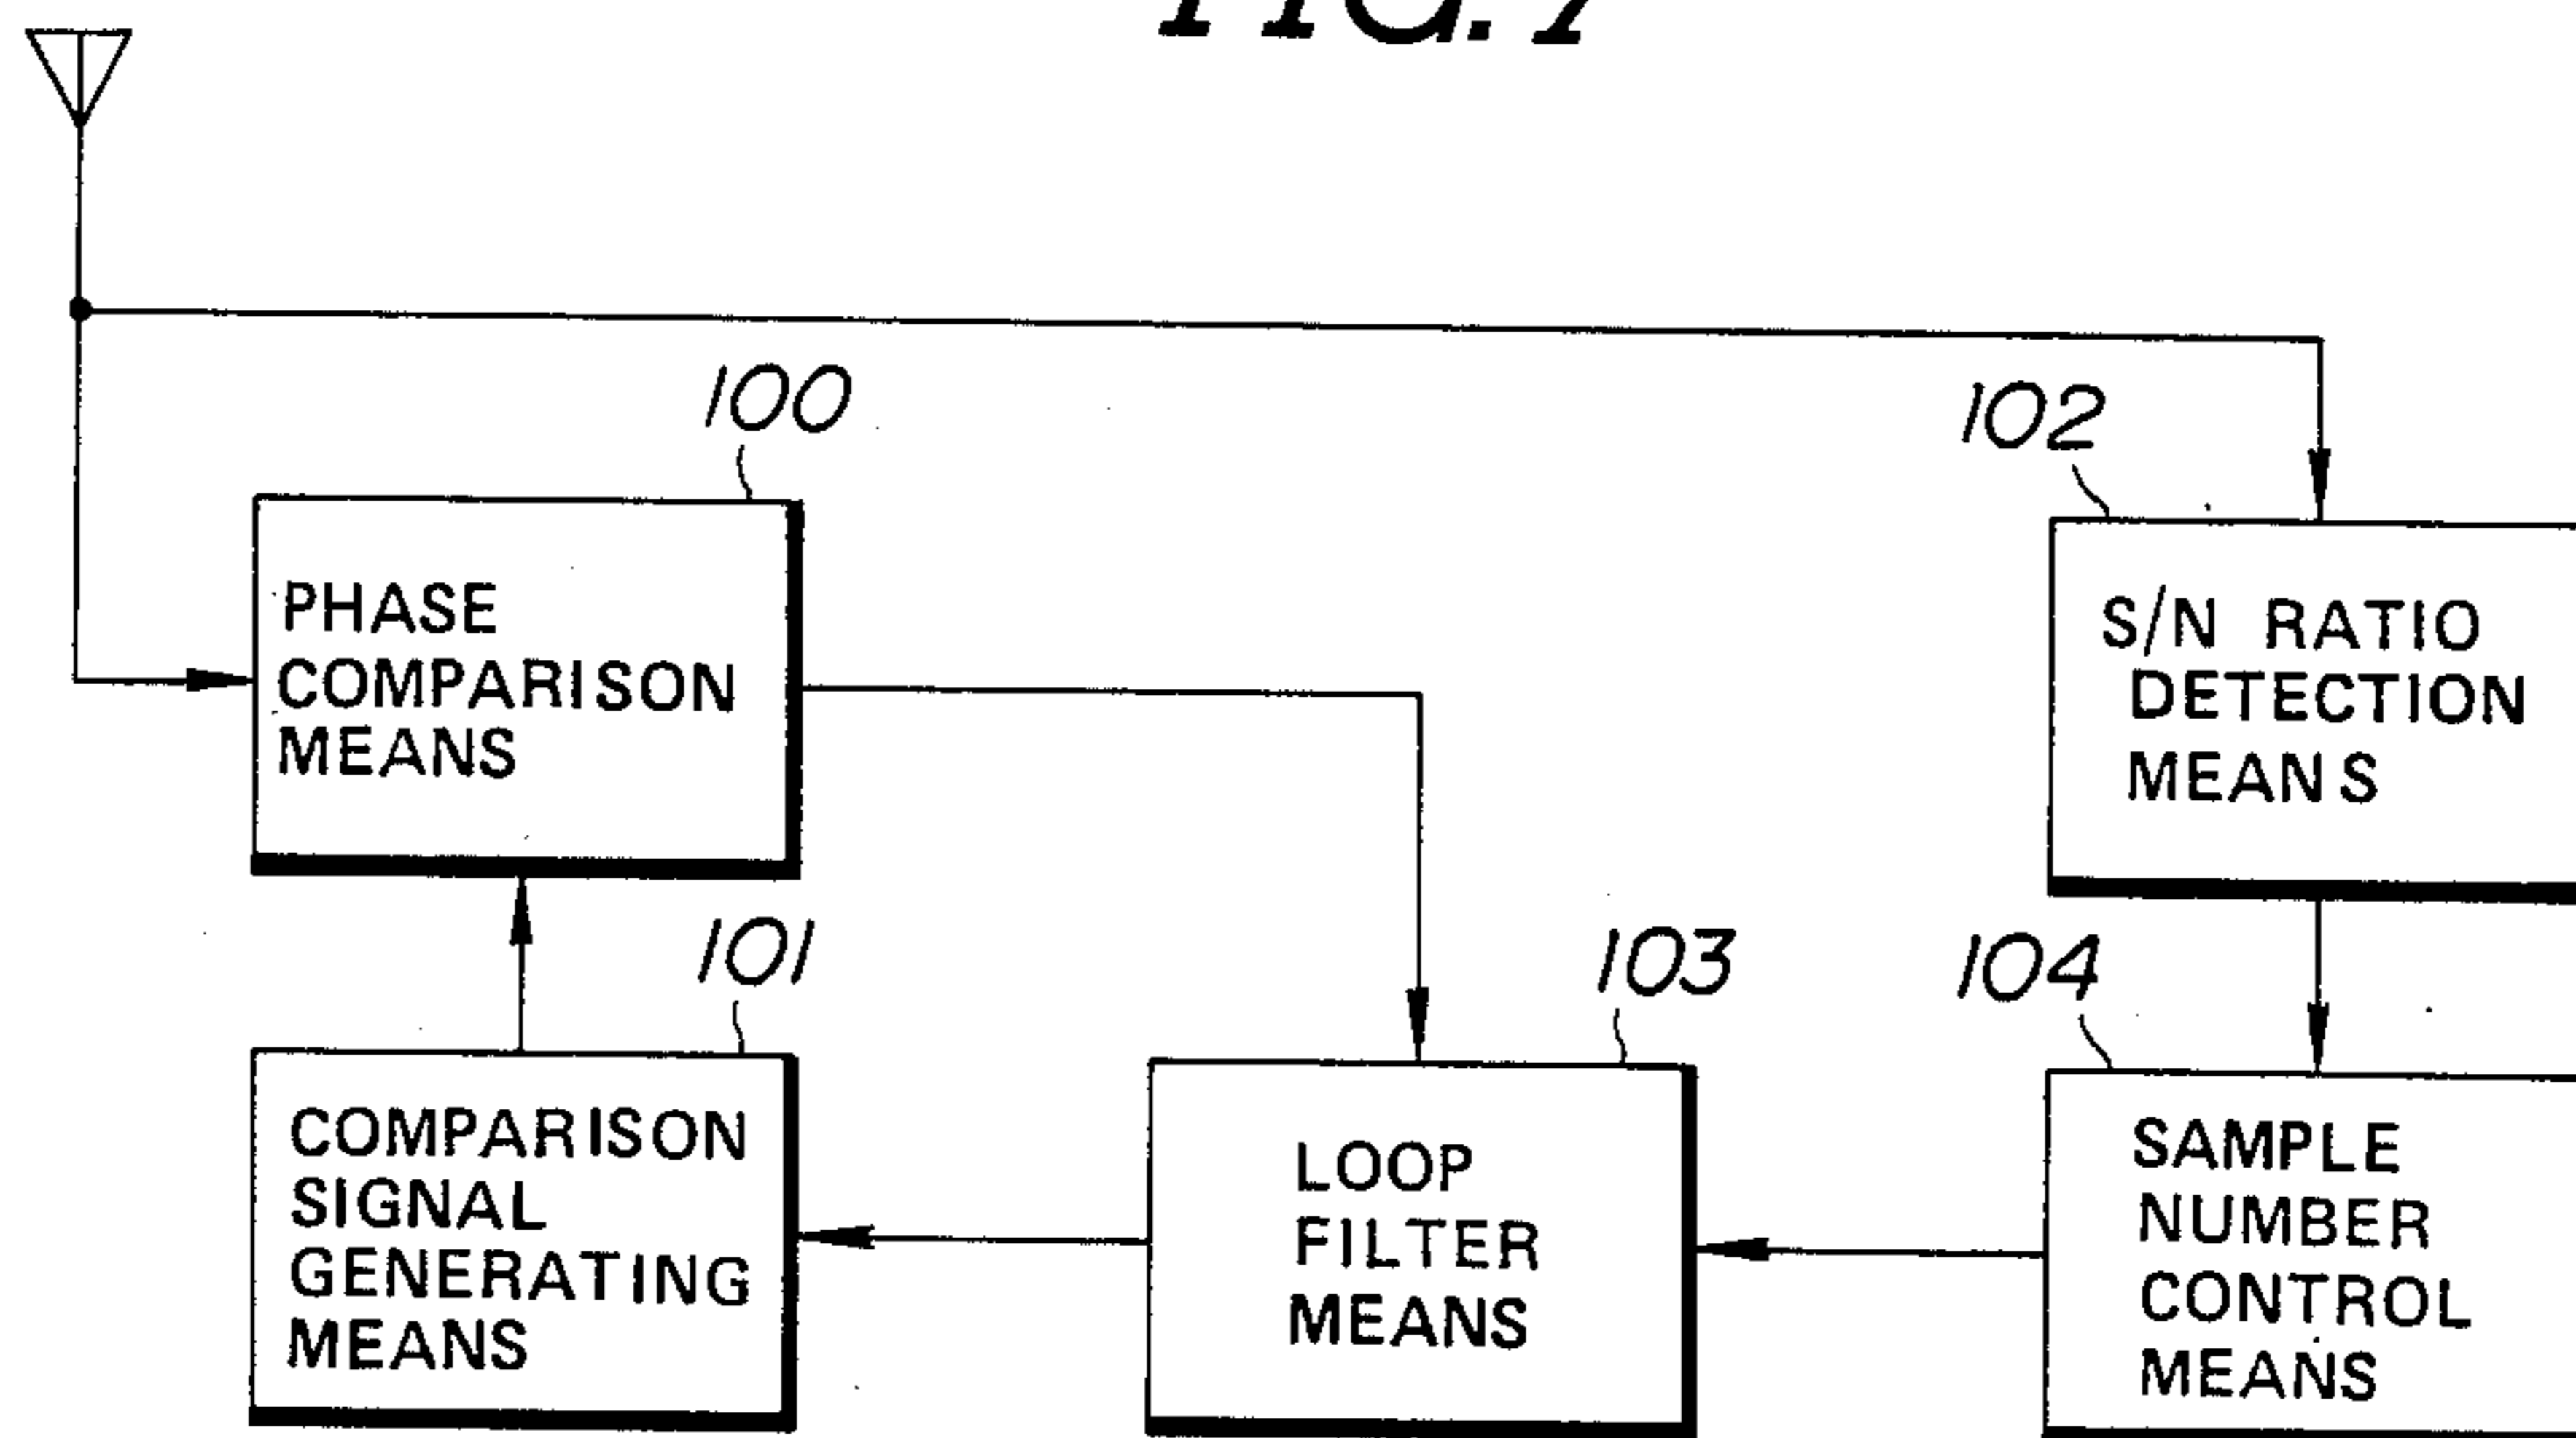 100
102
PHASE
COMPARISON
MEANS
S/N RATIO
DETECTION
MEANS
101
103
104
COMPARISON
SIGNAL
GENERATING
MEANS
LOOP
FILTER
MEANS
SAMPLE
NUMBER
CONTROL
MEANS